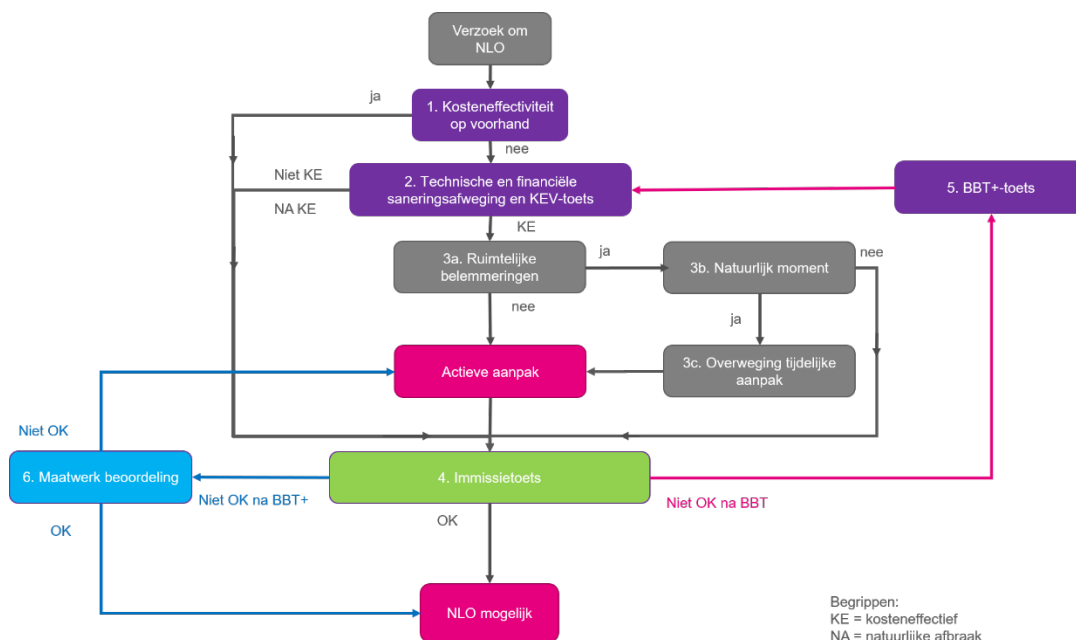 Verzoek om
NLO
ja
1. Kosteneffectiviteit
op voorhand
nee
Niet KE
NA KE
2. Technische en financiële
saneringsafweging en KEV-toets
5. BBT+-toets
KE
3a. Ruimtelijke
belemmeringen
ja
3b. Natuurlijk moment
nee
nee
ja
Actieve aanpak
3c. Overweging tijdelijke
aanpak
Niet OK
6. Maatwerk beoordeling
4. Immissietoets
Niet OK na BBT+
Niet OK na BBT
OK
OK
NLO mogelijk
Begrippen:
KE = kosteneffectief
NA = natuurlijke afbraak